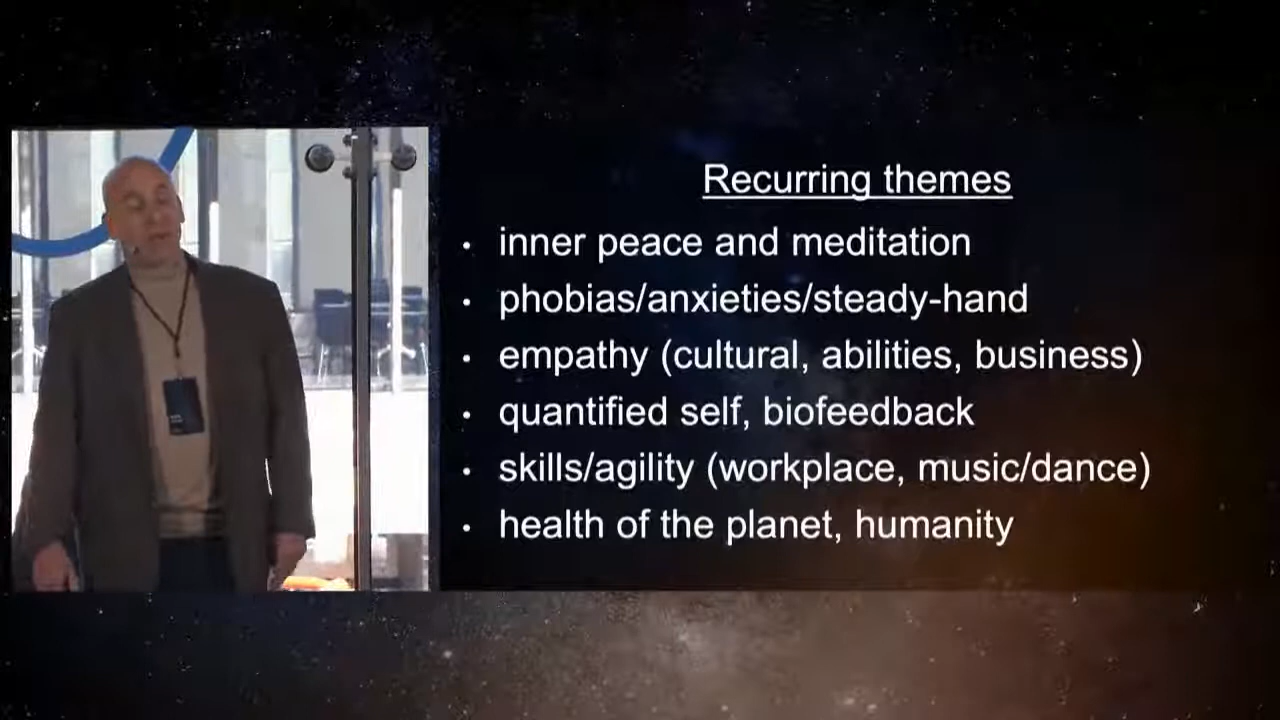 Recurring themes
• inner peace and meditation
• phobias/anxieties/steady-hand
• empathy (cultural, abilities, business)
• quantified self, biofeedback
• skills/agility (workplace, music/dance)
• health of the planet, humanity